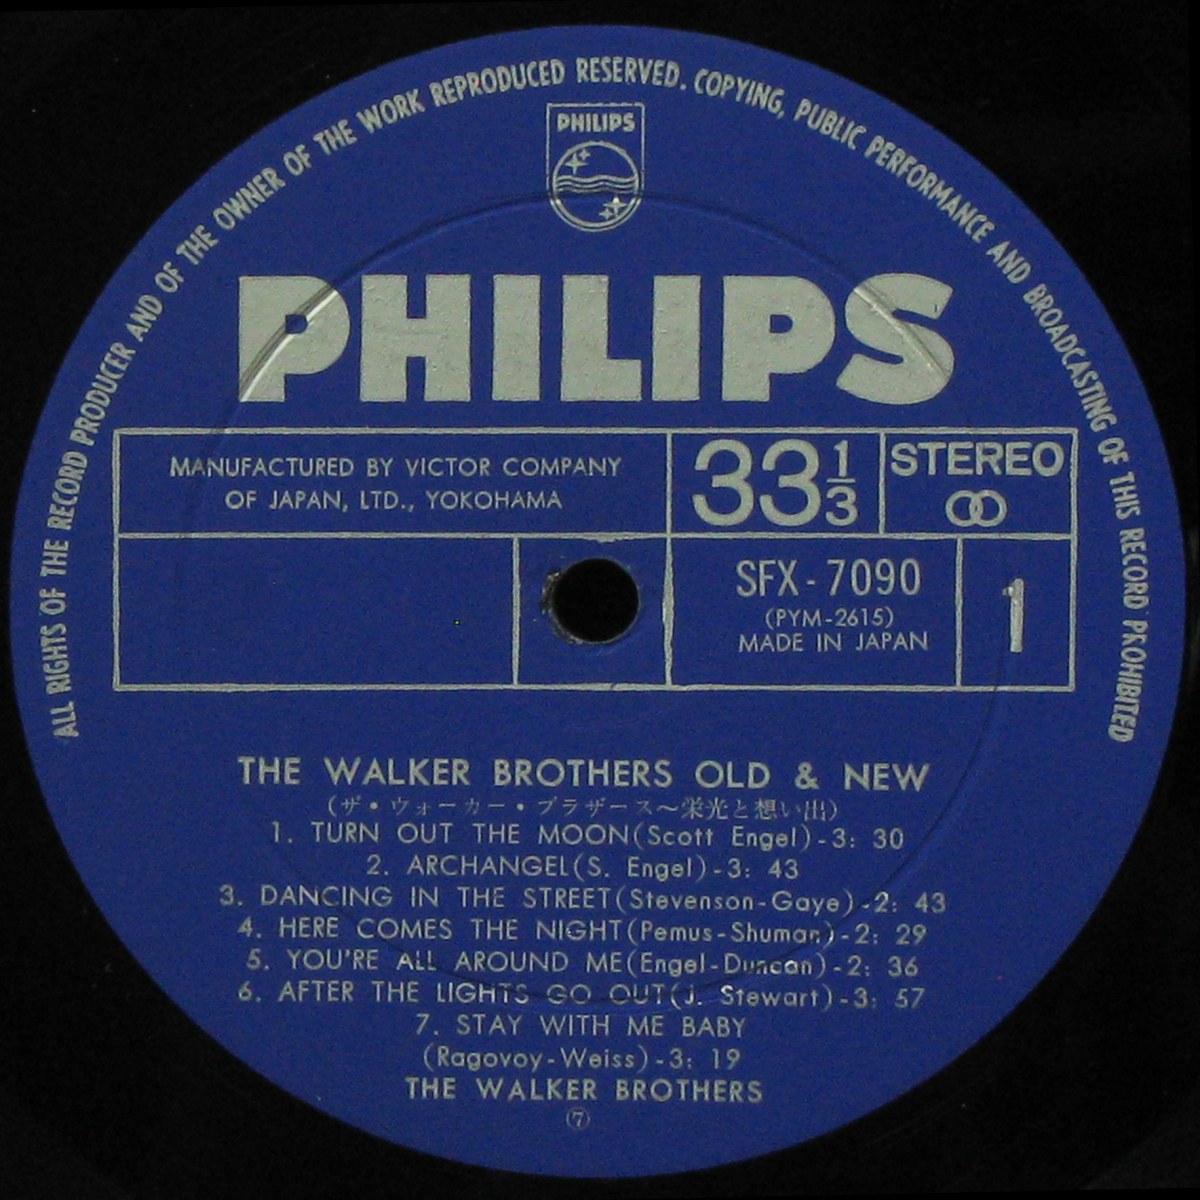 ALL RIGHTS OF THE RECORD PRODUCER AND OF THE OWNER OF THE WORK REPRODUCED RESERVED. COPYING, PUBLIC PERFORMANCE AND BROADCASTING OF THIS RECORD PROHIBITED
PHILIPS
PHILIPS
MANUFACTURED BY VICTOR COMPANY
OF JAPAN, LTD., YOKOHAMA
33 1/3
STEREO
SFX-7090
(PYM-2615)
MADE IN JAPAN
1
THE WALKER BROTHERS OLD & NEW
(ザ・ウォーカー・ブラザース〜栄光と想い出)
1. TURN OUT THE MOON(Scott Engel)-3: 30
2. ARCHANGEL(S. Engel)-3: 43
3. DANCING IN THE STREET(Stevenson-Gaye)-2: 43
4. HERE COMES THE NIGHT(Pemus-Shuman)-2: 29
5. YOU'RE ALL AROUND ME(Engel-Duncan)-2: 36
6. AFTER THE LIGHTS GO OUT(J. Stewart)-3: 57
7. STAY WITH ME BABY
(Ragovoy-Weiss)-3: 19
THE WALKER BROTHERS
⑦